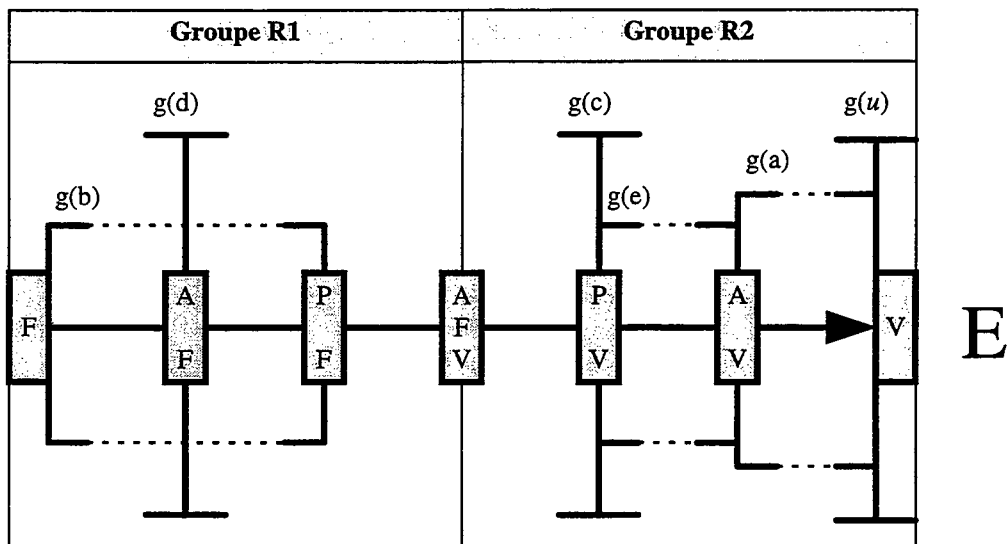 Groupe R1 Groupe R2
g(d) g(c) g(u)
g(b) g(e) g(a)
F A F P F A F V P V A V V E